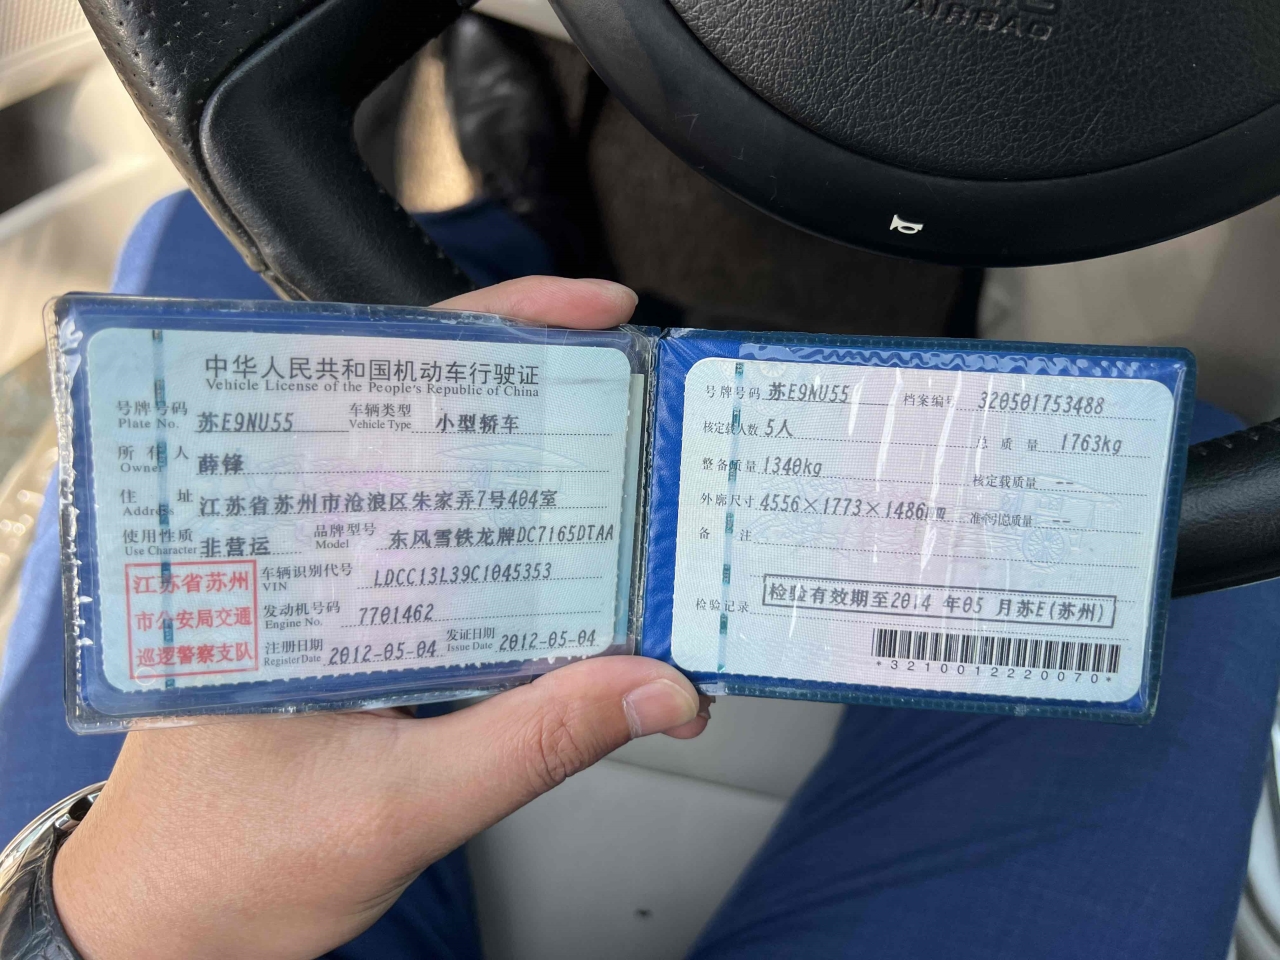 AIRBAG
中华人民共和国机动车行驶证
Vehicle License of the People's Republic of China
号牌号码 苏E9NU55 车辆类型 小型轿车
Plate No. Vehicle Type
所有人 薛锋
Owner
住址 江苏省苏州市沧浪区朱家弄7号404室
Address
使用性质 非营运 品牌型号 东风雪铁龙牌DC7165DTAA
Use Character Model
江苏省苏州
市公安局交通
巡逻警察支队
车辆识别代号 LDCC13L39C1045353
VIN
发动机号码 7701462
Engine No.
注册日期 2012-05-04 发证日期 2012-05-04
Register Date Issue Date
号牌号码 苏E9NU55 档案编号 320501753488
核定载人数 5人 总质量 1763kg
整备质量 1340kg 核定载质量 --
外廓尺寸 4556×1773×1486 准牵引总质量 --
备注
检验记录 检验有效期至2014年05月苏E(苏州)
*3210012220070*